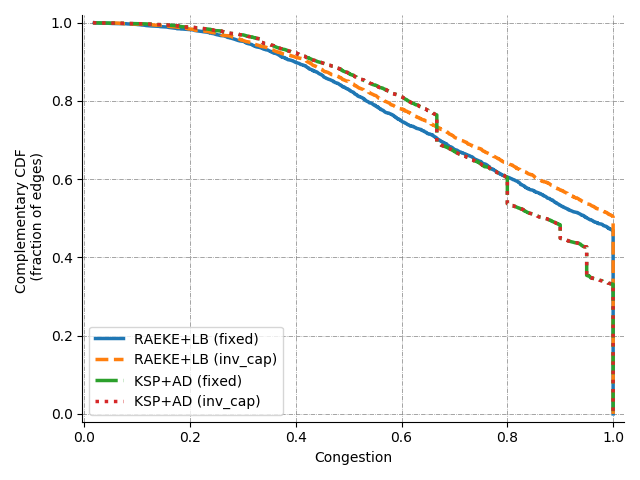 Complementary CDF
(fraction of edges)
1.0
0.8
0.6
0.4
0.2
0.0
RAEKE+LB (fixed)
RAEKE+LB (inv_cap)
KSP+AD (fixed)
KSP+AD (inv_cap)
0.0 0.2 0.4 0.6 0.8 1.0
Congestion